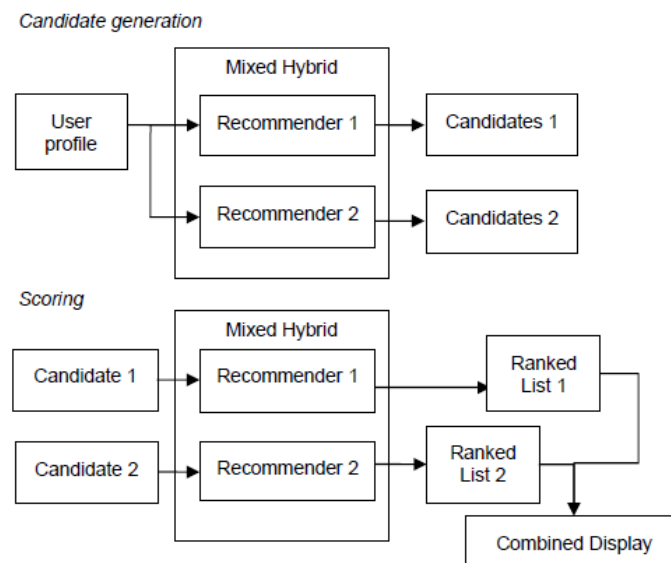 Candidate generation
Mixed Hybrid
User
profile
Recommender 1
Candidates 1
Recommender 2
Candidates 2
Scoring
Mixed Hybrid
Candidate 1
Recommender 1
Ranked
List 1
Candidate 2
Recommender 2
Ranked
List 2
Combined Display